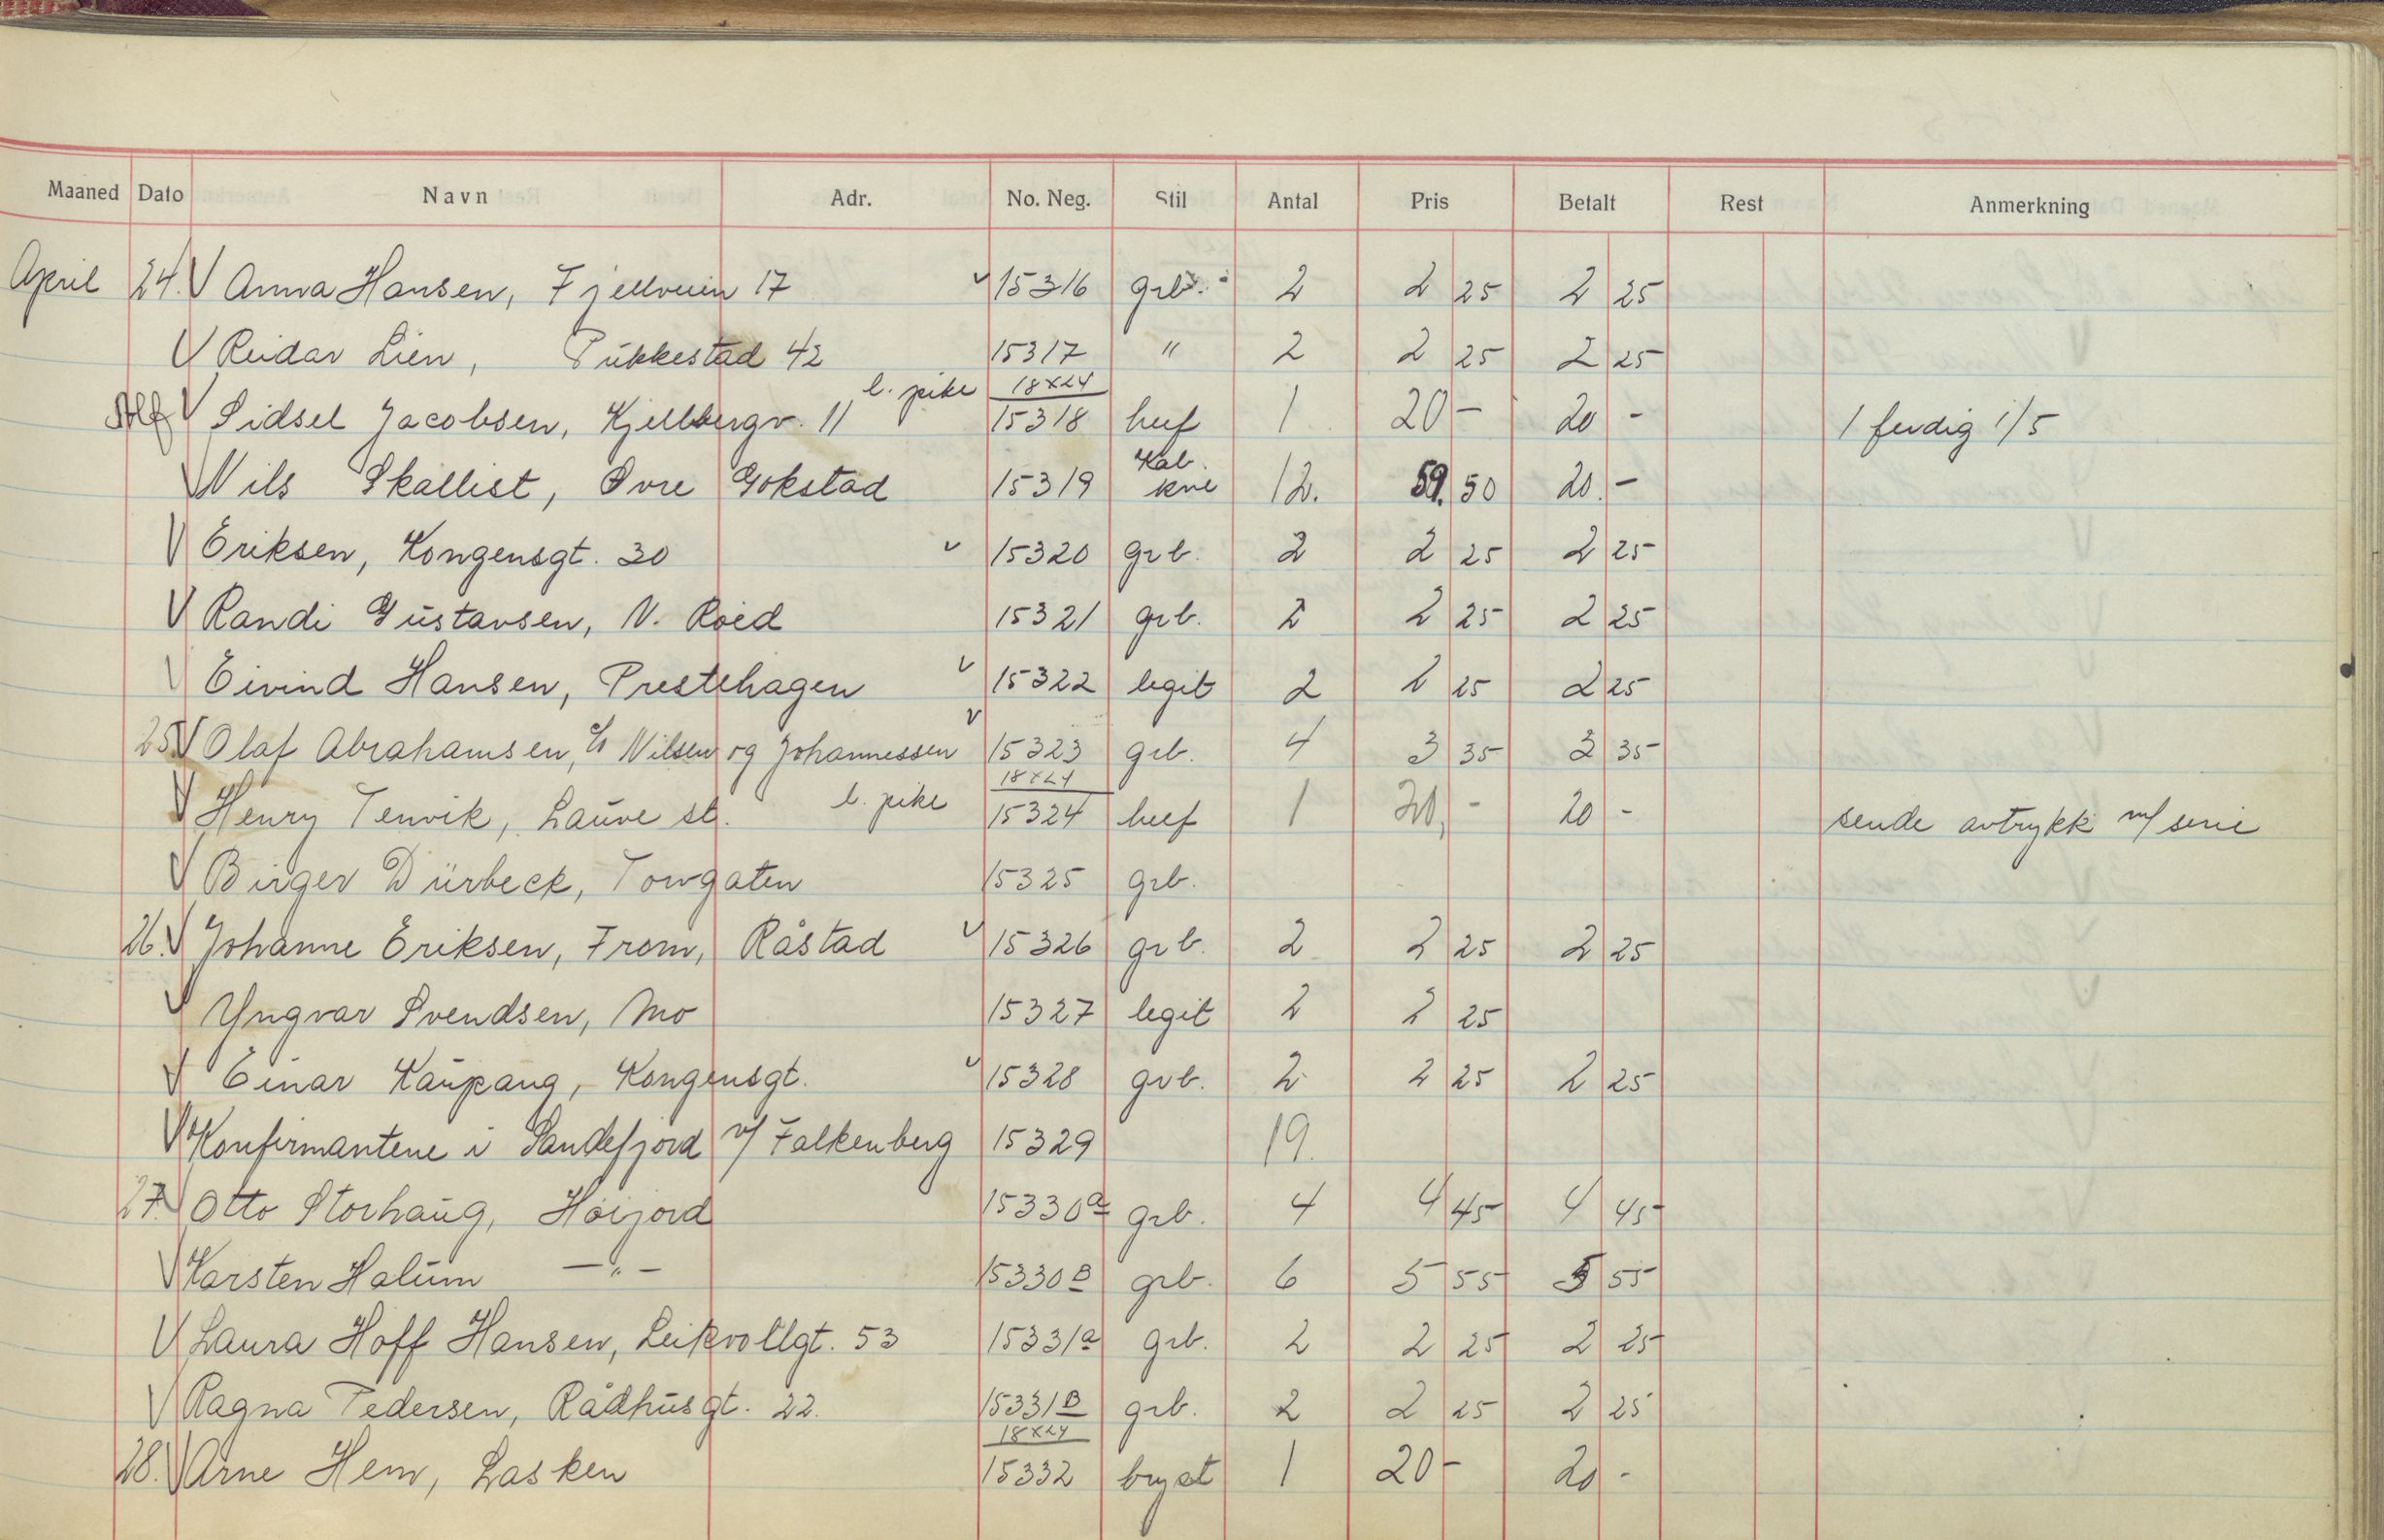 Maaned Dato Navn Adr. No. Neg. Stil Antal Pris Betalt Rest Anmerkning
April 24. V Anna Hansen, Fjellveien 17 15316 grb. 2 2 25 2 25
V Reidar Lien, Pukkestad 42 15317 " 2 2 25 2 25
V Sidsel Jacobsen, Kjellbergv. 11 l. pike 18x24 15318 heef 1 20 - 20 - 1 ferdig 1/5
V Nils Skallist, Øvre Gokstad 15319 Kab. kne 12. 59. 50 20. -
V Eriksen, Kongensgt. 30 15320 grb. 2 2 25 2 25
V Randi Gustavsen, N. Roed 15321 grb. 2 2 25 2 25
V Eivind Hansen, Prestehagen 15322 legit 2 2 25 2 25
25 V Olaf Abrahamsen, c/o Nilsen og Johannessen 15323 grb. 4 3 35 3 35
V Henry Tenvik, Lauve st. l. pike 18x24 15324 heef 1 20, - 20 - sende avtrykk m/ serie
V Birger Dürbeck, Torvgaten 15325 grb.
26. V Johanne Eriksen, From, Råstad 15326 grb. 2 2 25 2 25
V Yngvar Svendsen, Mo 15327 legit 2 2 25
V Einar Kaupang, Kongensgt. 15328 grb. 2 2 25 2 25
V Konfirmantene i Sandefjord v/ Falkenberg 15329 19.
27. V Otto Storhaug, Høijord 15330a grb. 4 4 45 4 45
V Karsten Halum — " — 15330B grb. 6 5 55 5 55
V Laura Hoff Hansen, Leikvollgt. 53 15331a grb. 2 2 25 2 25
V Ragna Pedersen, Rådhusgt. 22. 15331B grb. 2 2 25 2 25
28. V Arne Hem, Lasken 18x24 15332 bryst 1 20 - 20 -